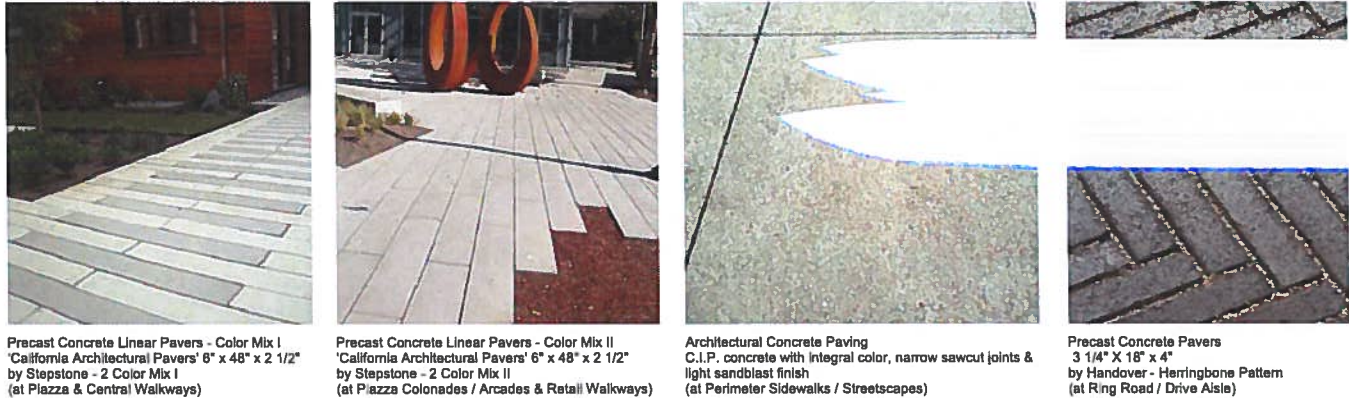 Precast Concrete Linear Pavers - Color Mix I
'California Architectural Pavers' 6" x 48" x 2 1/2"
by Stepstone - 2 Color Mix I
(at Piazza & Central Walkways)
Precast Concrete Linear Pavers - Color Mix II
'California Architectural Pavers' 6" x 48" x 2 1/2"
by Stepstone - 2 Color Mix II
(at Piazza Colonades / Arcades & Retail Walkways)
Architectural Concrete Paving
C.I.P. concrete with integral color, narrow sawcut joints &
light sandblast finish
(at Perimeter Sidewalks / Streetscapes)
Precast Concrete Pavers
3 1/4" X 18" x 4"
by Handover - Herringbone Pattern
(at Ring Road / Drive Aisle)